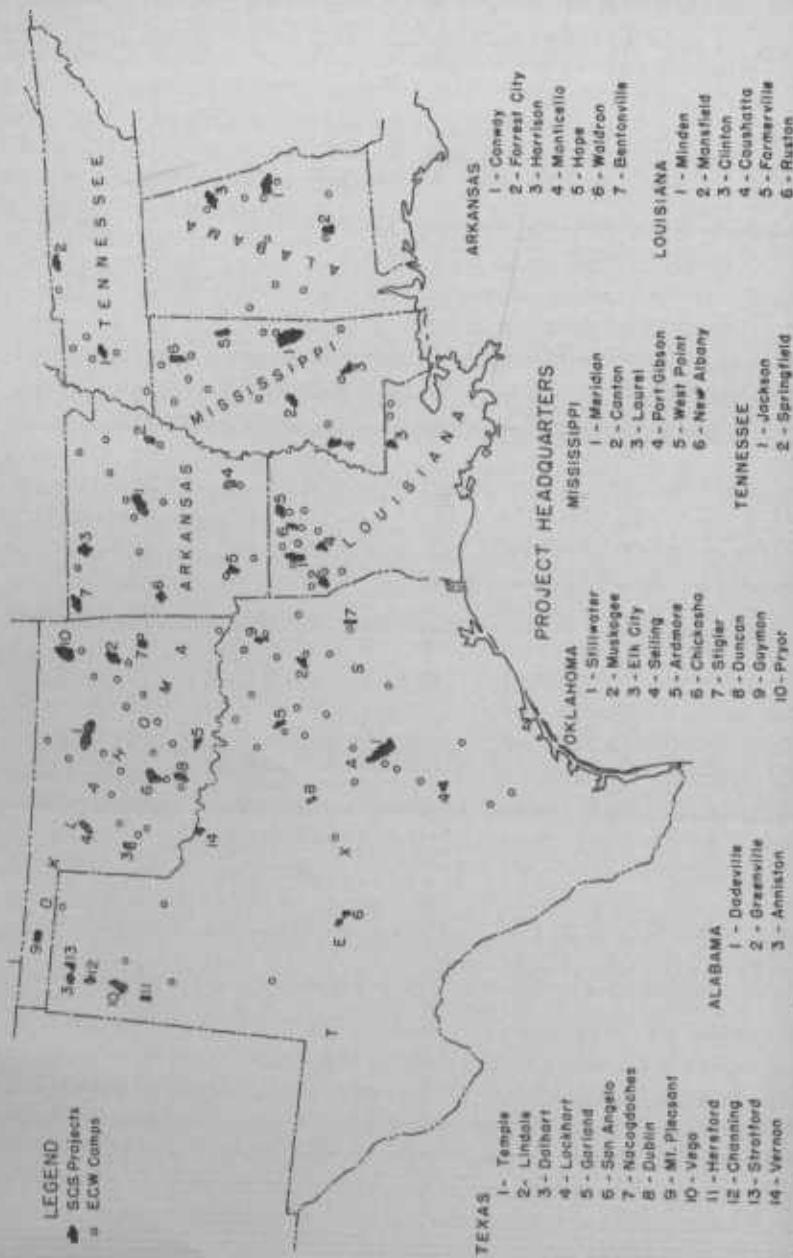 LEGEND
S.C.S. Projects
ECW Camps
TENNESSEE
MISSISSIPPI
ALABAMA
ARKANSAS
LOUISIANA
OKLAHOMA
TEXAS
PROJECT HEADQUARTERS
TEXAS
1 - Temple
2 - Lindale
3 - Dalhart
4 - Lockhart
5 - Garland
6 - San Angelo
7 - Nacogdoches
8 - Dublin
9 - Mt. Pleasant
10 - Vega
11 - Hereford
12 - Channing
13 - Stratford
14 - Vernon
ALABAMA
1 - Dadeville
2 - Greenville
3 - Anniston
OKLAHOMA
1 - Stillwater
2 - Muskogee
3 - Elk City
4 - Seiling
5 - Ardmore
6 - Chickasha
7 - Stigler
8 - Duncan
9 - Guymon
10 - Pryor
MISSISSIPPI
1 - Meridian
2 - Canton
3 - Laurel
4 - Port Gibson
5 - West Point
6 - New Albany
TENNESSEE
1 - Jackson
2 - Springfield
ARKANSAS
1 - Conway
2 - Forrest City
3 - Harrison
4 - Monticello
5 - Hope
6 - Waldron
7 - Bentonville
LOUISIANA
1 - Minden
2 - Mansfield
3 - Clinton
4 - Coushatta
5 - Farmerville
6 - Ruston